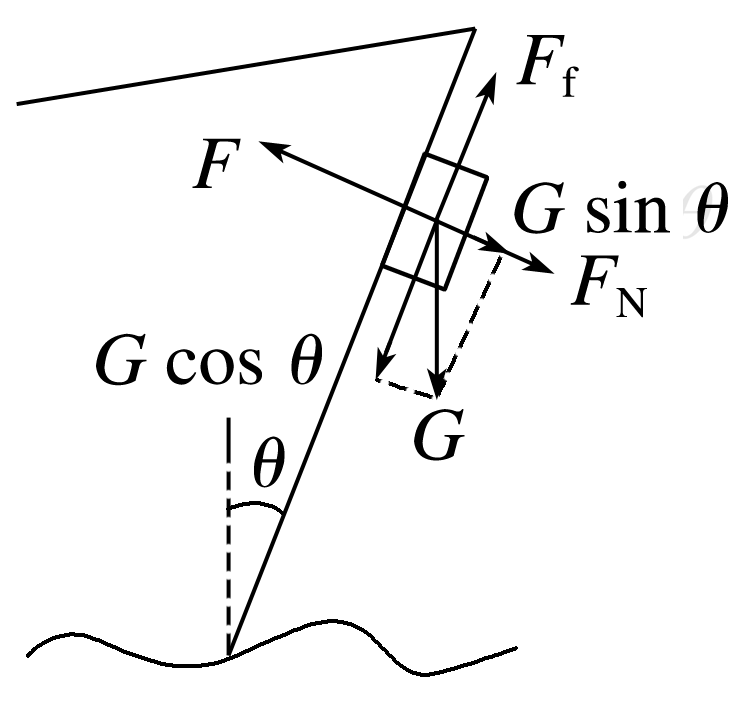 F_f
F
G sin θ
F_N
G cos θ
G
θ